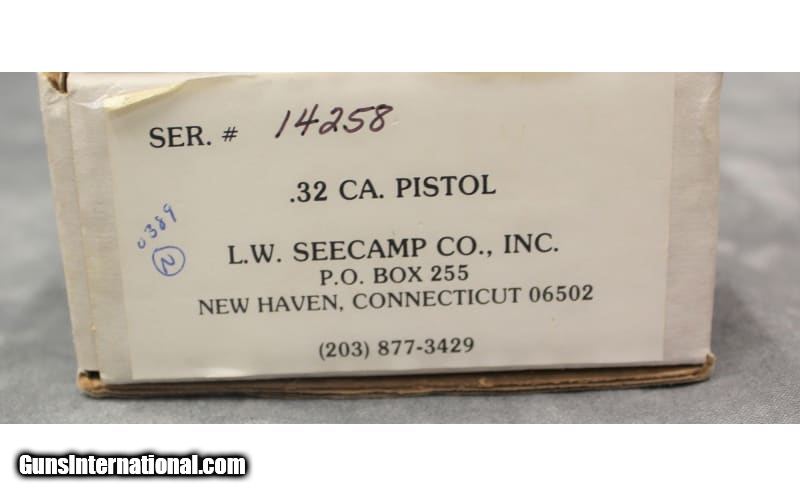 SER. # 14258
.32 CA. PISTOL
0389
N
L.W. SEECAMP CO., INC.
P.O. BOX 255
NEW HAVEN, CONNECTICUT 06502
(203) 877-3429
GunsInternational.com